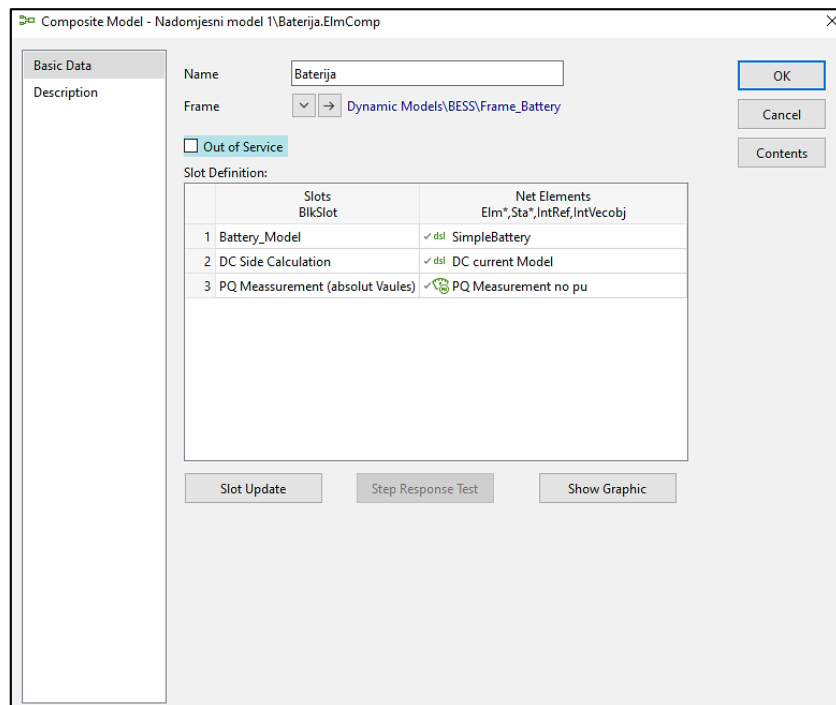 Composite Model - Nadomjesni model 1\Baterija.ElmComp
Basic Data
Description
Name Baterija
Frame Dynamic Models\BESS\Frame_Battery
Out of Service
Slot Definition:
Slots Net Elements
BlkSlot Elm*,Sta*,IntRef,IntVecobj
1 Battery_Model dsl SimpleBattery
2 DC Side Calculation dsl DC current Model
3 PQ Meassurement (absolut Vaules) PQ Measurement no pu
Slot Update Step Response Test Show Graphic
OK
Cancel
Contents